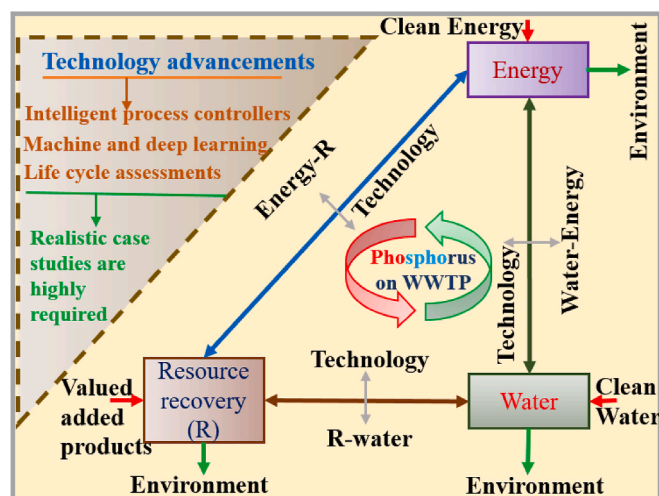 Clean Energy
Technology advancements
Energy
Environment
Intelligent process controllers
Machine and deep learning
Life cycle assessments
Energy-R
Technology
Realistic case
studies are
highly
required
Phosphorus
on WWTP
Technology
Water-Energy
Valued
added
products
Resource
recovery
(R)
Technology
R-water
Water
Clean
Water
Environment
Environment